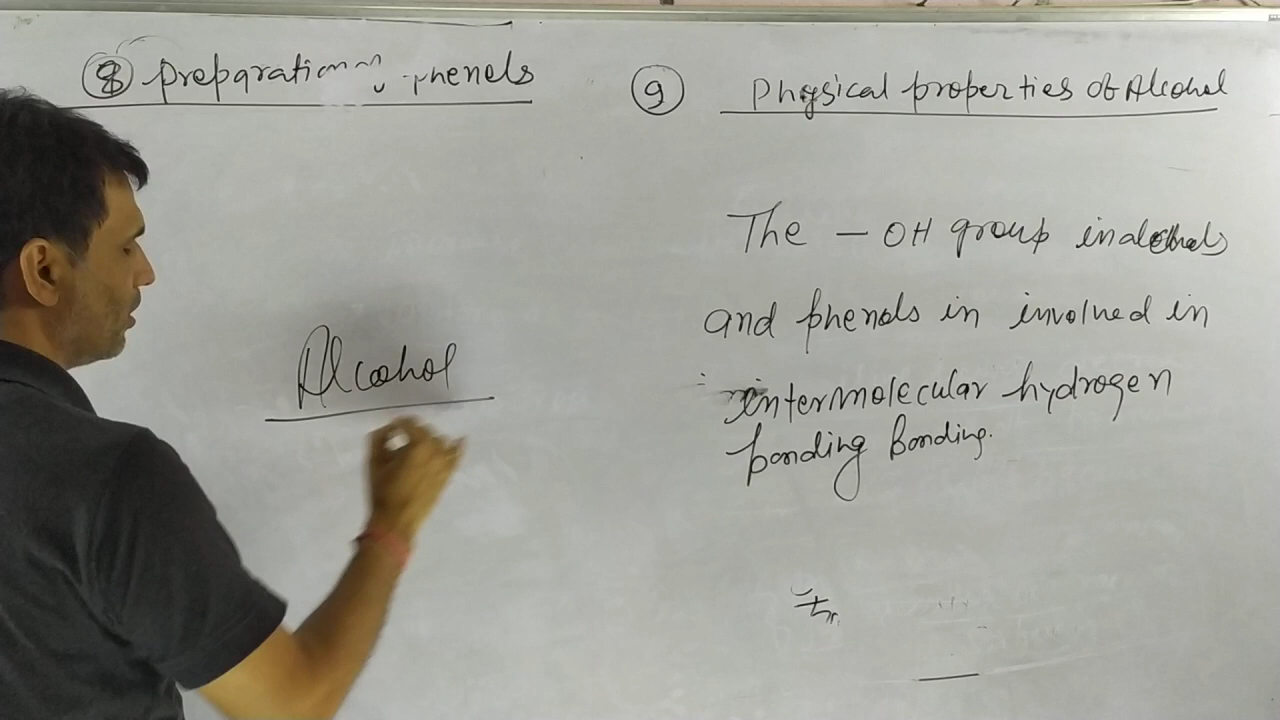 ⑧ Preparation phenols
Alcohol
⑨ Physical properties of Alcohol
The - OH group in alcohols
and phenols in involved in
intermolecular hydrogen
bonding Bonding.